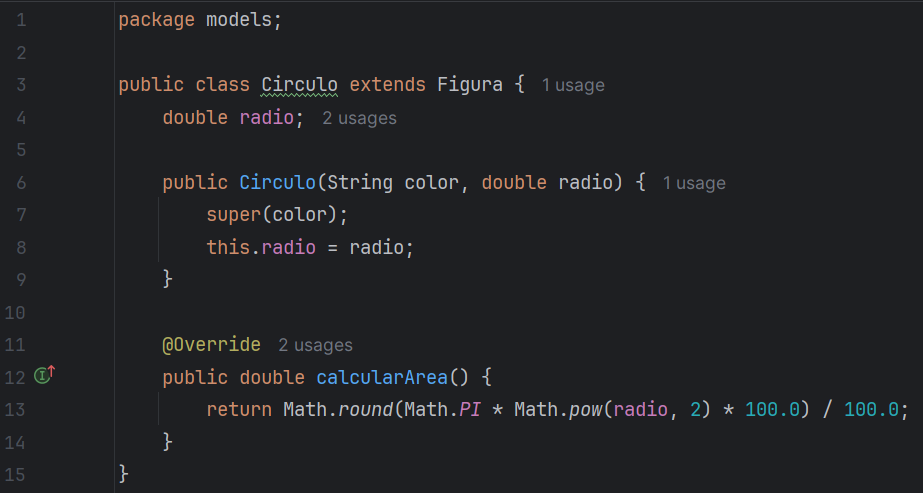 1 package models;
2
3 public class Circulo extends Figura { 1 usage
4     double radio; 2 usages
5
6     public Circulo(String color, double radio) { 1 usage
7         super(color);
8         this.radio = radio;
9     }
10
11     @Override 2 usages
12     public double calcularArea() {
13         return Math.round(Math.PI * Math.pow(radio, 2) * 100.0) / 100.0;
14     }
15 }